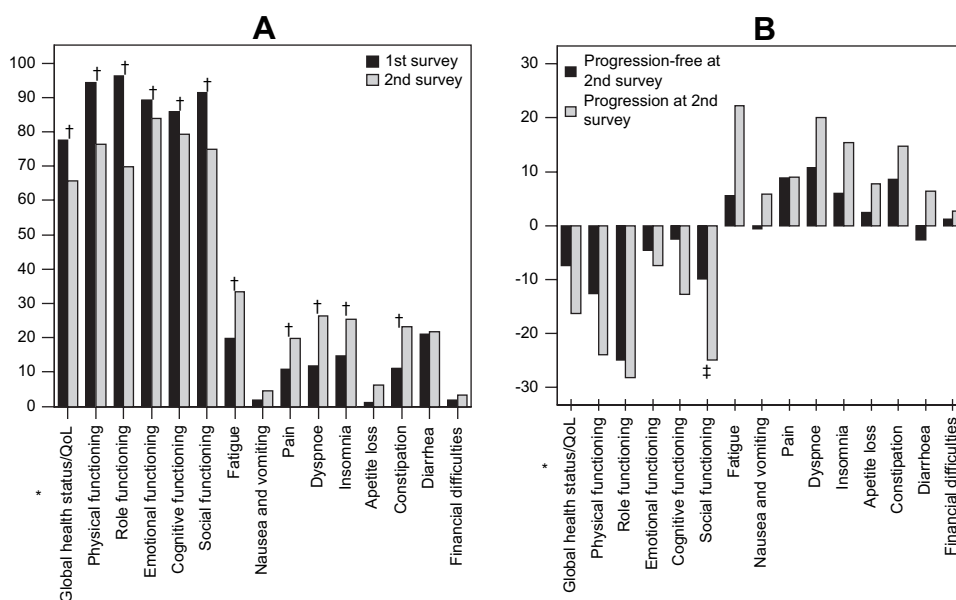 A
100
90
80
70
60
50
40
30
20
10
0
1st survey
2nd survey
†
†
†
†
†
†
†
†
†
†
†
*
Global health status/QoL
Physical functioning
Role functioning
Emotional functioning
Cognitive functioning
Social functioning
Fatigue
Nausea and vomiting
Pain
Dyspnoe
Insomnia
Apetite loss
Constipation
Diarrhea
Financial difficulties
B
30
20
10
0
-10
-20
-30
Progression-free at
2nd survey
Progression at 2nd
survey
‡
*
Global health status/QoL
Physical functioning
Role functioning
Emotional functioning
Cognitive functioning
Social functioning
Fatigue
Nausea and vomiting
Pain
Dyspnoe
Insomnia
Apetite loss
Constipation
Diarrhoea
Financial difficulties